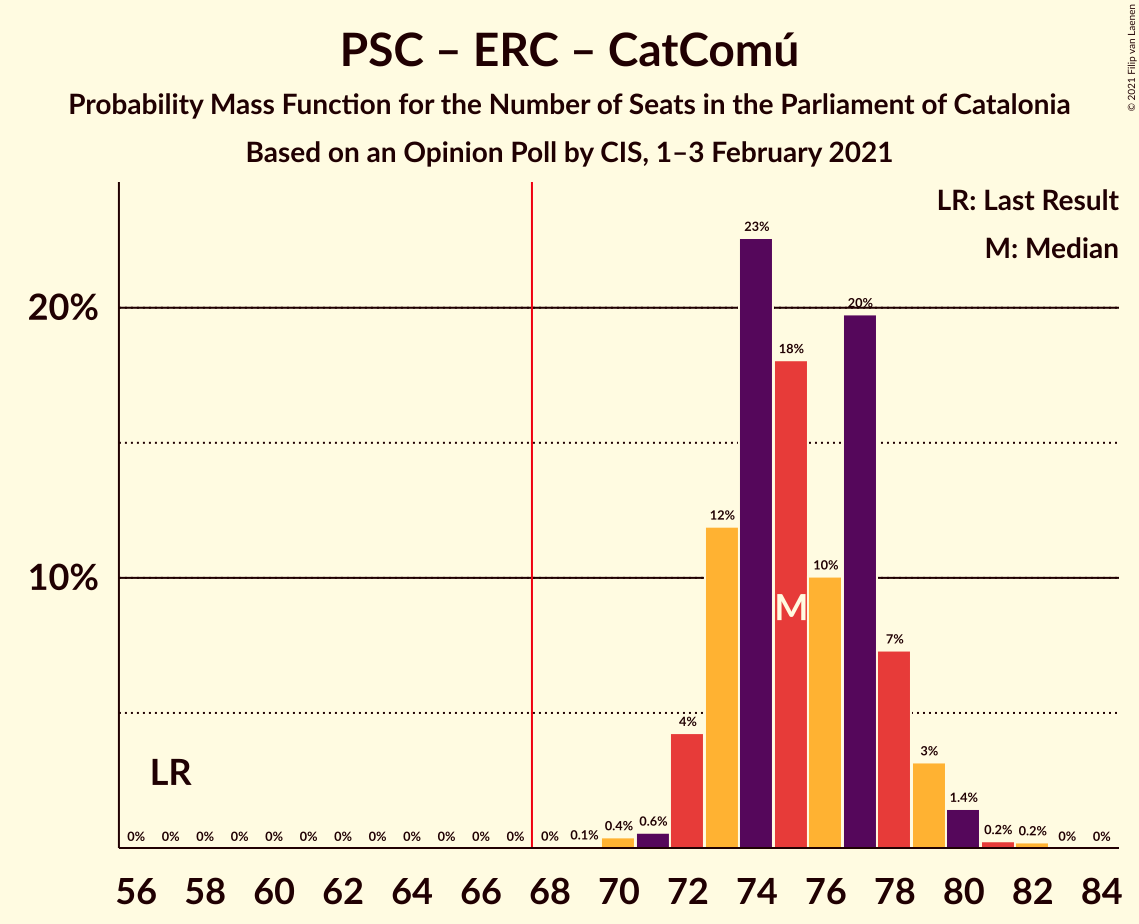 PSC – ERC – CatComú
Probability Mass Function for the Number of Seats in the Parliament of Catalonia
Based on an Opinion Poll by CIS, 1–3 February 2021
© 2021 Filip van Laenen
LR: Last Result
M: Median
23%
20%
20%
18%
12%
10%
10%
M
7%
4%
3%
LR
1.4%
0% 0% 0% 0% 0% 0% 0% 0% 0% 0% 0% 0% 0% 0.1% 0.4% 0.6% 0.2% 0.2% 0% 0%
56 58 60 62 64 66 68 70 72 74 76 78 80 82 84